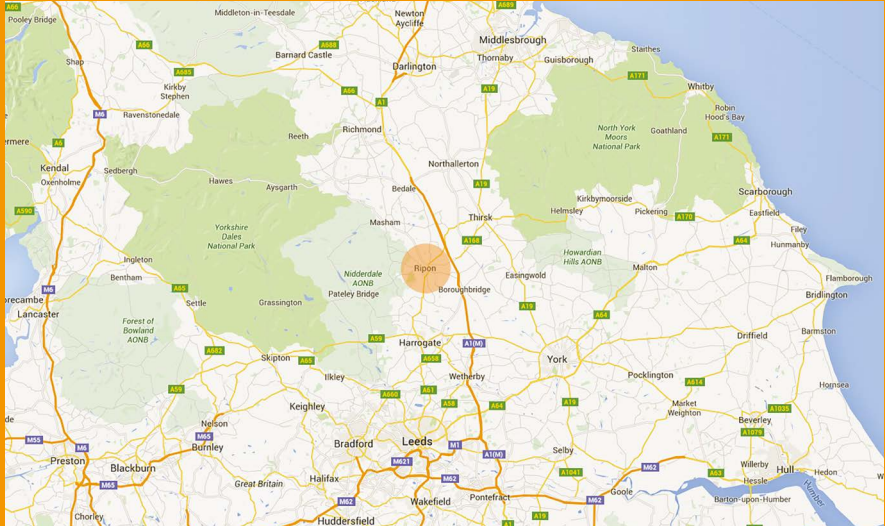 A66
Pooley Bridge
Middleton-in-Teesdale
Newton
Aycliffe
A689
Middlesbrough
Staithes
A66
A688
Barnard Castle
Thornaby
Guisborough
Shap
A685
Darlington
A171
Kirkby
Stephen
A66
A1
A19
Whitby
M6
Ravenstonedale
Robin
Hood's Bay
Richmond
North York
Moors
National Park
Goathland
A171
ermere
A6
Reeth
Kendal
Sedbergh
Northallerton
Oxenholme
Hawes
Aysgarth
Bedale
A19
Scarborough
Kirkbymoorside
A590
Masham
Thirsk
Helmsley
Pickering
A170
Eastfield
Yorkshire
Dales
National Park
A168
A64
Filey
Hunmanby
Howardian
Hills AONB
Ingleton
Ripon
Malton
Bentham
Nidderdale
AONB
Easingwold
Flamborough
M6
A65
Pateley Bridge
Boroughbridge
Bridlington
orecambe
Settle
Grassington
A19
A64
Lancaster
Forest of
Bowland
AONB
Driffield
Barmston
A59
Harrogate
A1(M)
A682
A65
Skipton
A658
York
Ilkley
Wetherby
Pocklington
A614
Hornsea
A59
A660
A61
A58
A64
A19
Market
Weighton
A1035
Keighley
Beverley
de
Nelson
A1079
M55
M65
Burnley
Bradford
Leeds
M1
Selby
M6
A1(M)
Preston
Blackburn
M621
M62
A1041
M62
A63
Willerby
Hull
Hedon
M65
Great Britain
Halifax
Hessle
W
M62
Wakefield
Pontefract
M62
Goole
Barton-upon-Humber
Humber
Chorley
Huddersfield
A1
A19